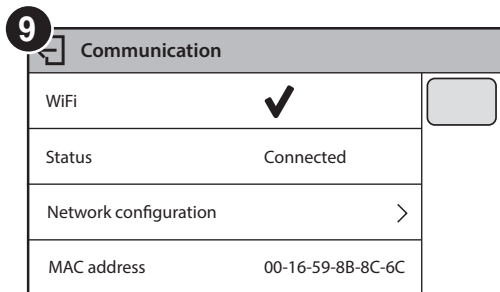 9
Communication
WiFi
Status Connected
Network configuration
MAC address 00-16-59-8B-8C-6C